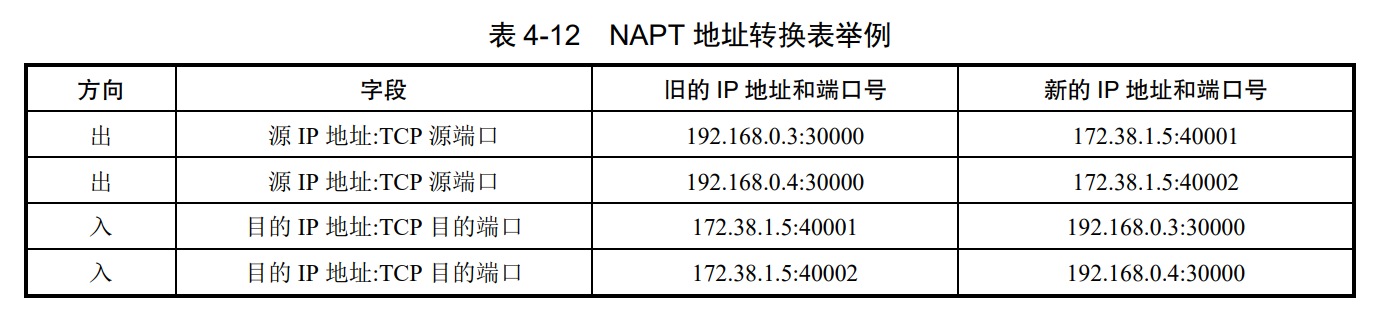 表 4-12 NAPT 地址转换表举例
方向 字段 旧的 IP 地址和端口号 新的 IP 地址和端口号
出 源 IP 地址:TCP 源端口 192.168.0.3:30000 172.38.1.5:40001
出 源 IP 地址:TCP 源端口 192.168.0.4:30000 172.38.1.5:40002
入 目的 IP 地址:TCP 目的端口 172.38.1.5:40001 192.168.0.3:30000
入 目的 IP 地址:TCP 目的端口 172.38.1.5:40002 192.168.0.4:30000